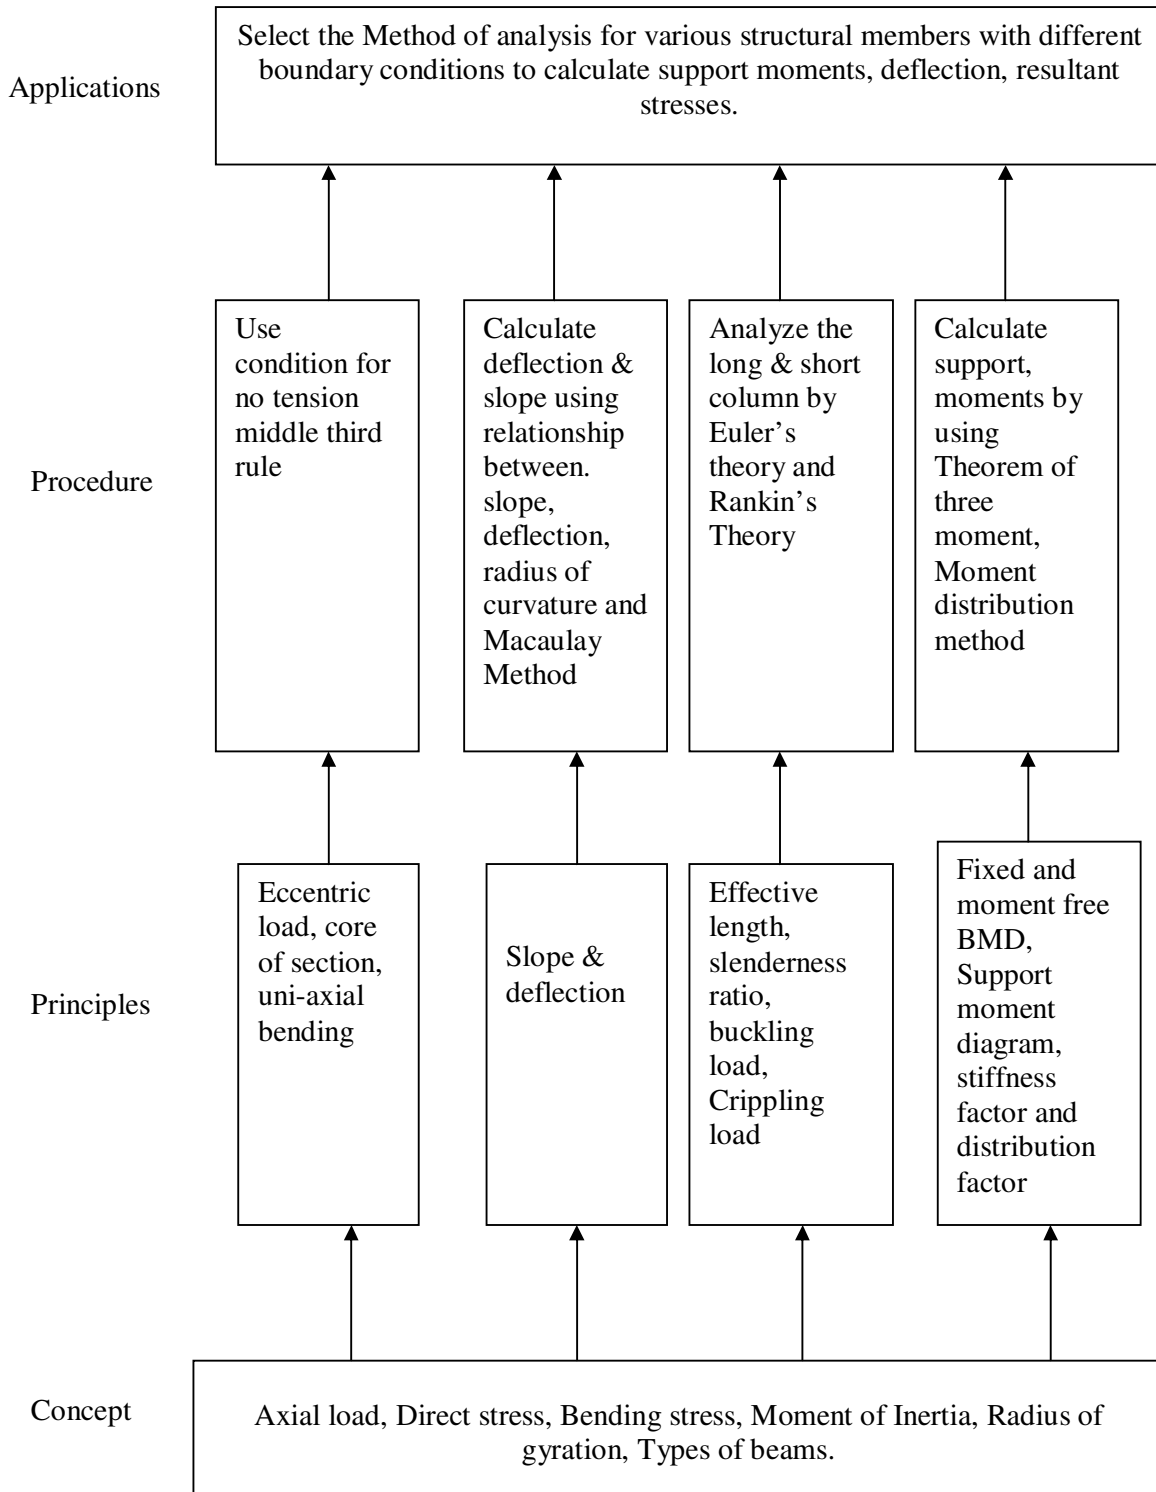 Select the Method of analysis for various structural members with different
boundary conditions to calculate support moments, deflection, resultant
stresses.
Applications
Use
condition for
no tension
middle third
rule
Calculate
deflection &
slope using
relationship
between.
slope,
deflection,
radius of
curvature and
Macaulay
Method
Analyze the
long & short
column by
Euler’s
theory and
Rankin’s
Theory
Calculate
support,
moments by
using
Theorem of
three
moment,
Moment
distribution
method
Procedure
Eccentric
load, core
of section,
uni-axial
bending
Slope &
deflection
Effective
length,
slenderness
ratio,
buckling
load,
Crippling
load
Fixed and
moment free
BMD,
Support
moment
diagram,
stiffness
factor and
distribution
factor
Principles
Concept
Axial load, Direct stress, Bending stress, Moment of Inertia, Radius of
gyration, Types of beams.